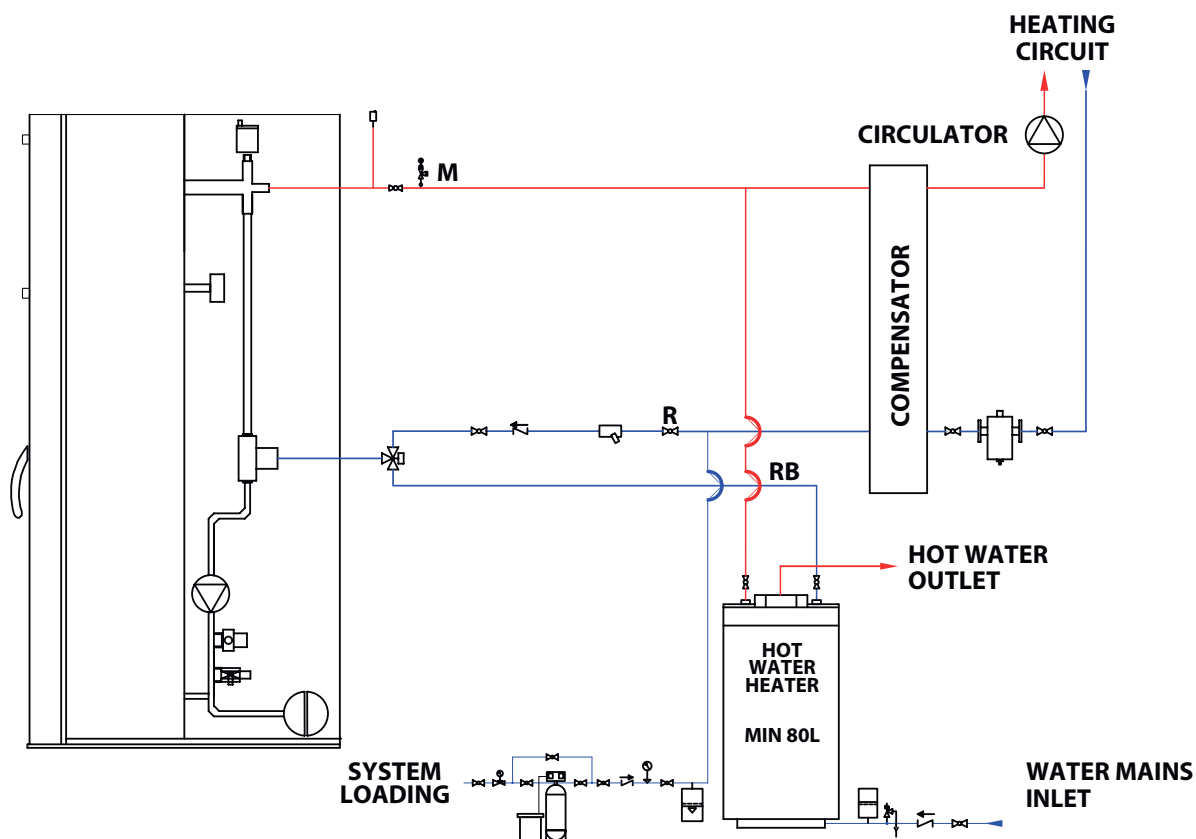 HEATING
CIRCUIT
CIRCULATOR
M
COMPENSATOR
R
RB
HOT WATER
OUTLET
HOT
WATER
HEATER
MIN 80L
SYSTEM
LOADING
WATER MAINS
INLET